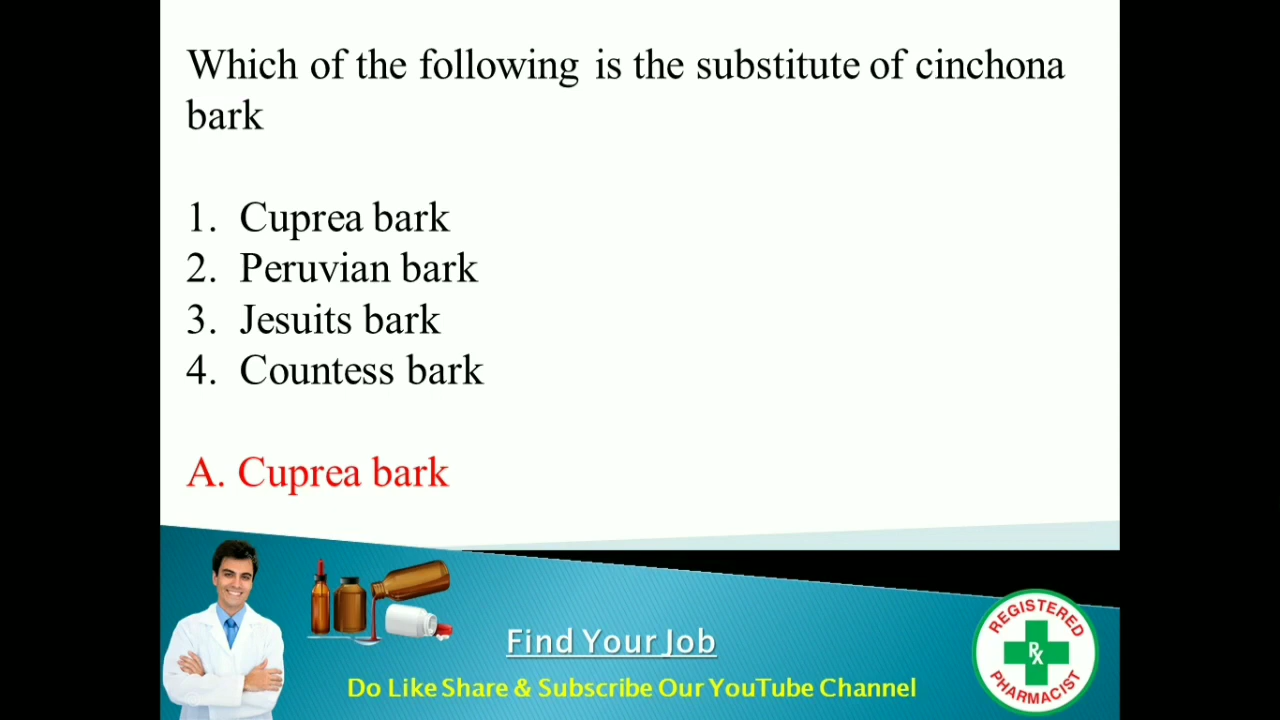 Which of the following is the substitute of cinchona
bark
1. Cuprea bark
2. Peruvian bark
3. Jesuits bark
4. Countess bark
A. Cuprea bark
Find Your Job
Do Like Share & Subscribe Our YouTube Channel
REGISTERED
Rx
PHARMACIST